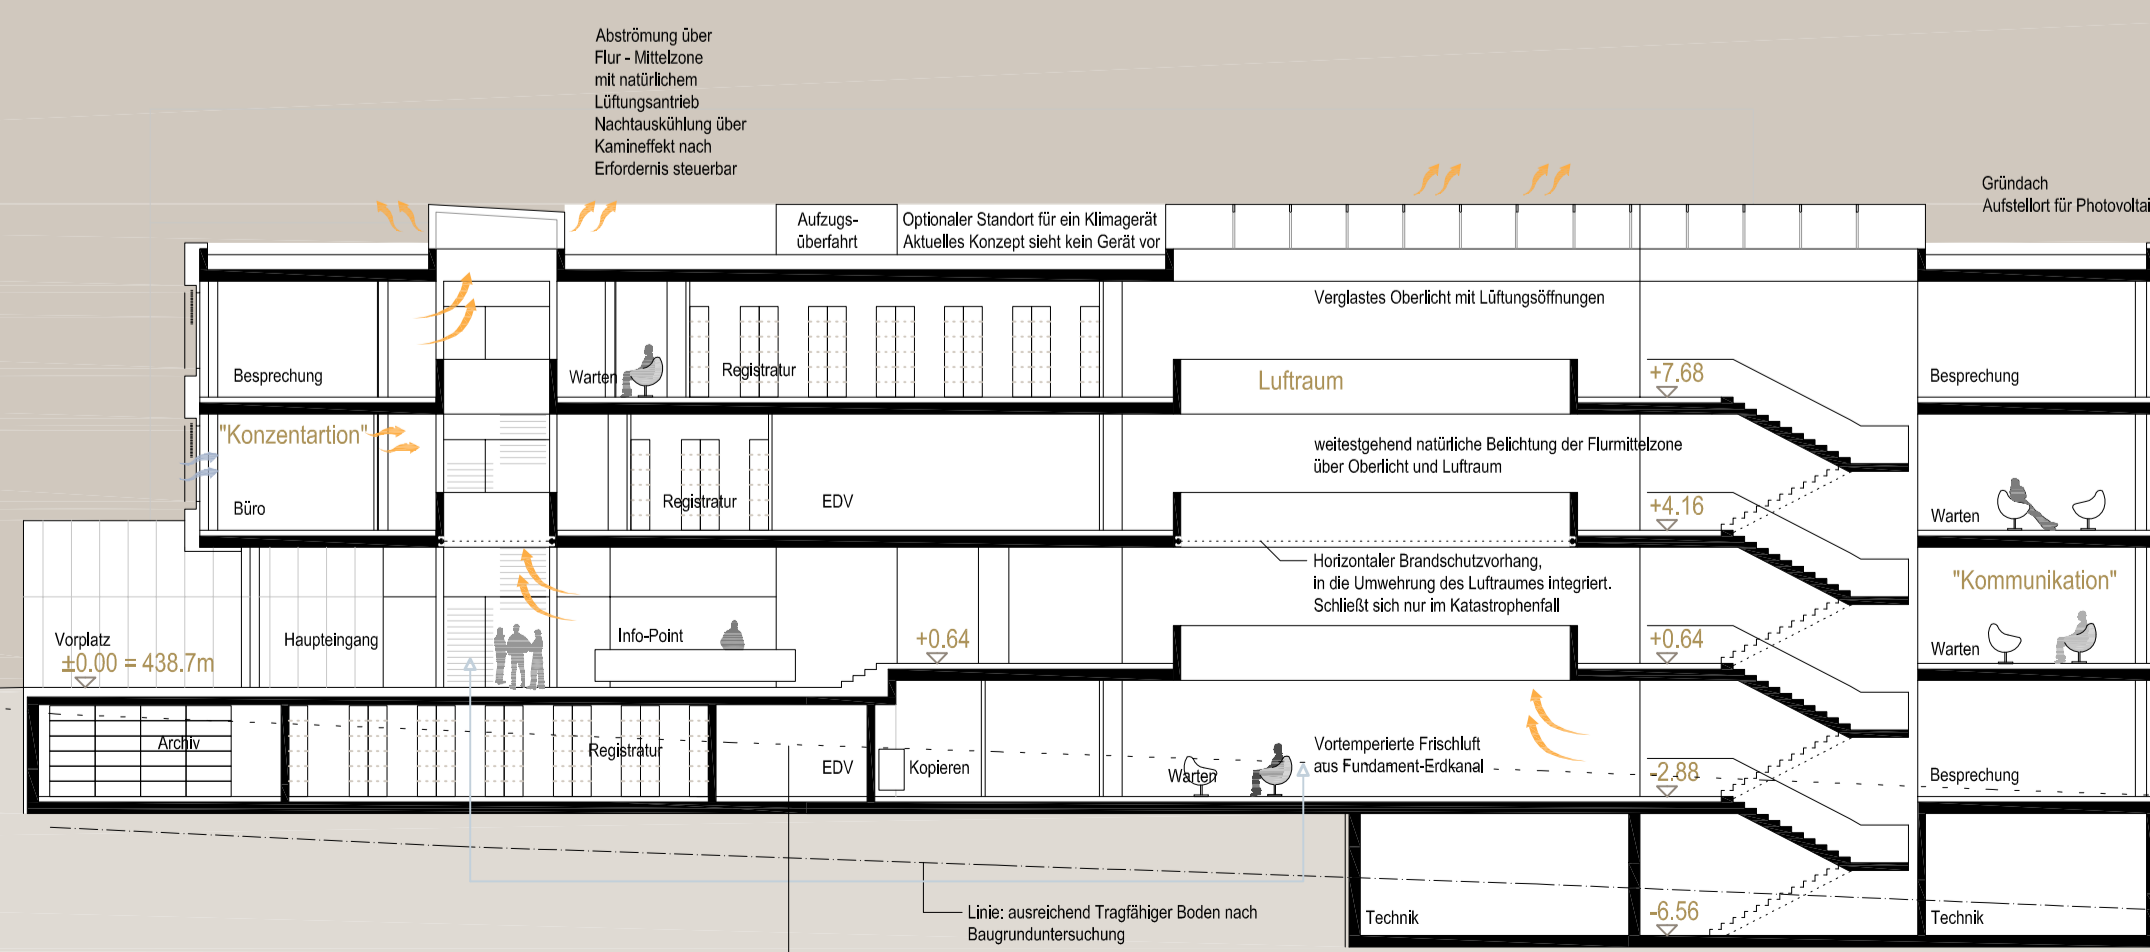 Abströmung über
Flur - Mittelzone
mit natürlichem
Lüftungsantrieb
Nachtauskühlung über
Kamineffekt nach
Erfordernis steuerbar
Gründach
Aufstellort für Photovoltai
Aufzugs-
überfahrt
Optionaler Standort für ein Klimagerät
Aktuelles Konzept sieht kein Gerät vor
Verglastes Oberlicht mit Lüftungsöffnungen
Besprechung
Warten
Registratur
Luftraum
+7.68
Besprechung
"Konzentartion"
weitestgehend natürliche Belichtung der Flurmittelzone
über Oberlicht und Luftraum
Büro
Registratur
EDV
+4.16
Warten
Horizontaler Brandschutzvorhang,
in die Umwehrung des Luftraumes integriert.
Schließt sich nur im Katastrophenfall
"Kommunikation"
Vorplatz
±0.00 = 438.7m
Haupteingang
Info-Point
+0.64
+0.64
Warten
Archiv
Registratur
EDV
Kopieren
Warten
Vortemperierte Frischluft
aus Fundament-Erdkanal
-2.88
Besprechung
Linie: ausreichend Tragfähiger Boden nach
Baugrunduntersuchung
Technik
-6.56
Technik